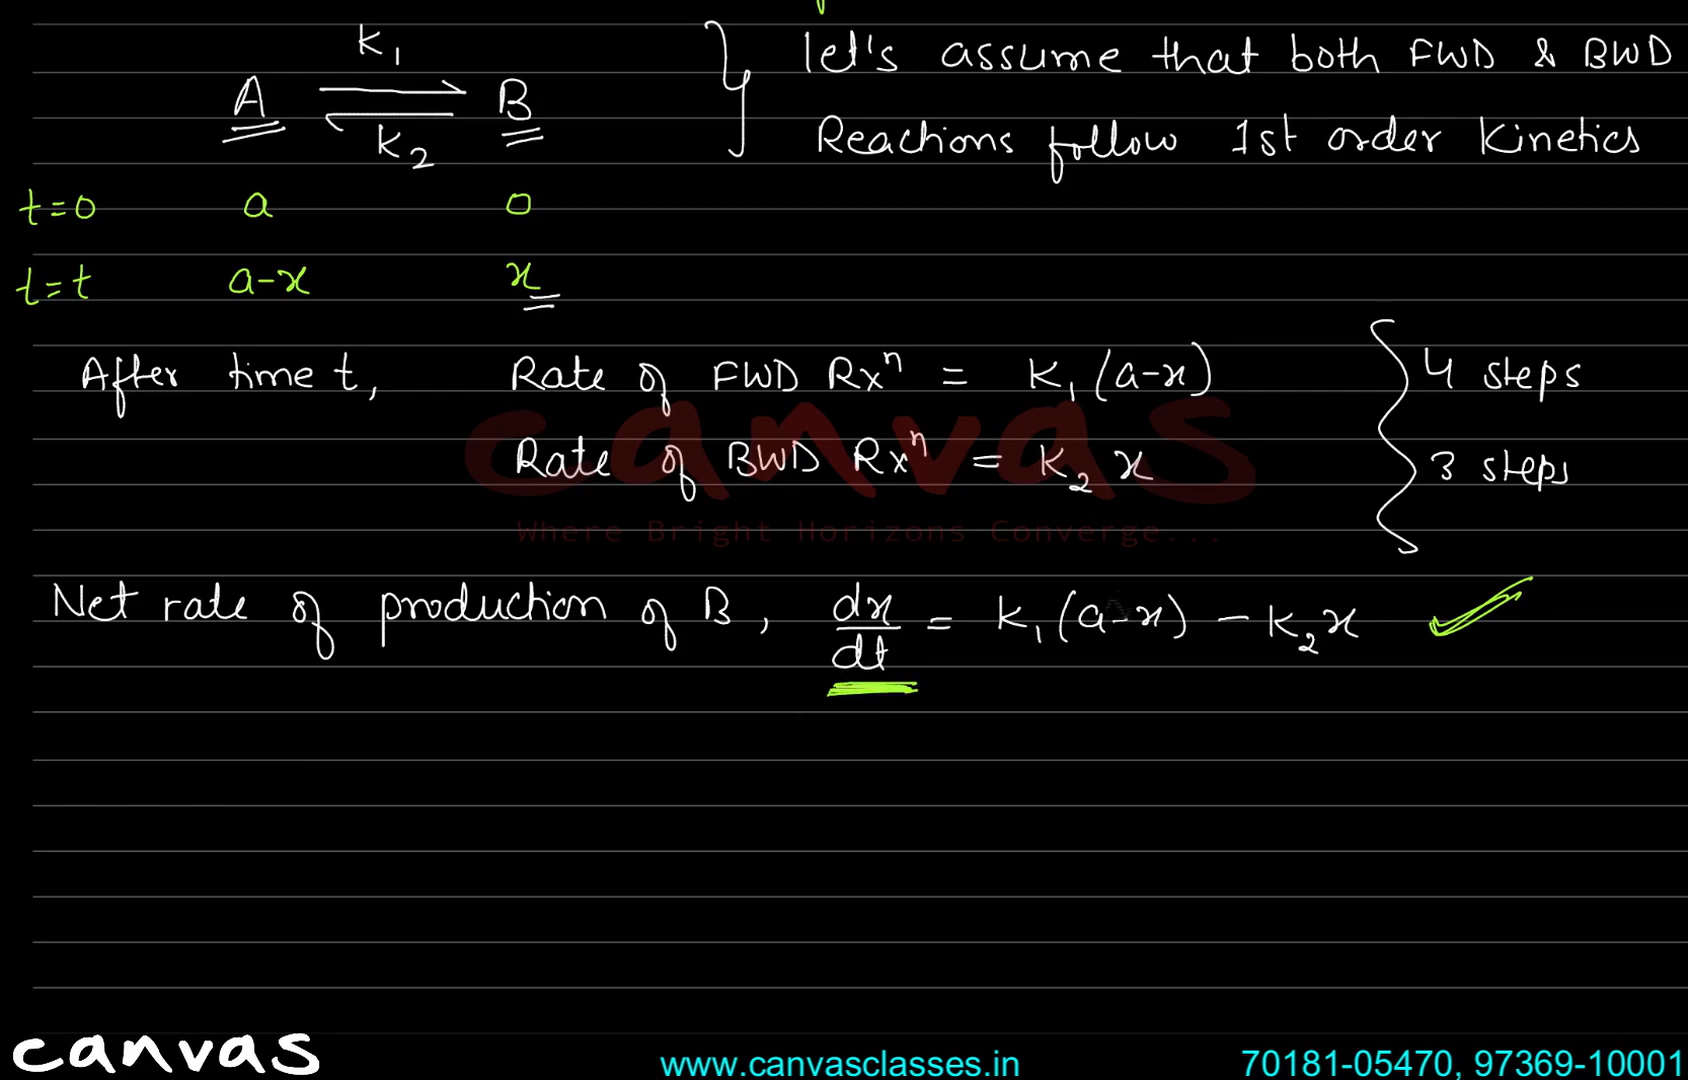 K₁
A ⇌ B } let's assume that both FWD & BWD
K₂ Reactions follow 1st order Kinetics
t=0 a 0
t=t a-x x
After time t, Rate of FWD Rxⁿ = K₁(a-x) { 4 steps
Rate of BWD Rxⁿ = K₂ x 3 steps
canvas
Where Bright Horizons Converge...
Net rate of production of B, dx/dt = K₁(a-x) - K₂x ✓
canvas www.canvasclasses.in 70181-05470, 97369-10001